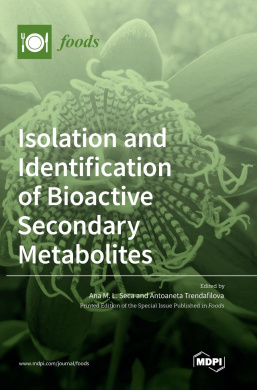 foods
Isolation and
Identification
of Bioactive
Secondary
Metabolites
Edited by
Ana M. L. Seca and Antoaneta Trendafilova
Printed Edition of the Special Issue Published in Foods
www.mdpi.com/journal/foods
MDPI